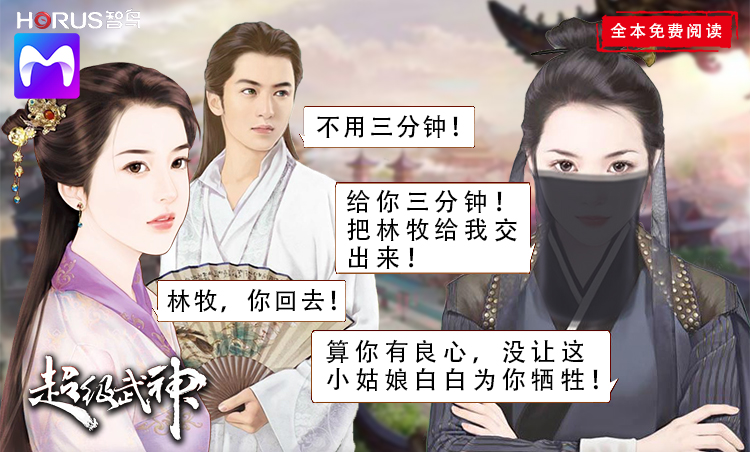 HORUS智鸟
全本免费阅读
不用三分钟！
给你三分钟！
把林牧给我交
出来！
林牧，你回去！
算你有良心，没让这
小姑娘白白为你牺牲！
超级武神